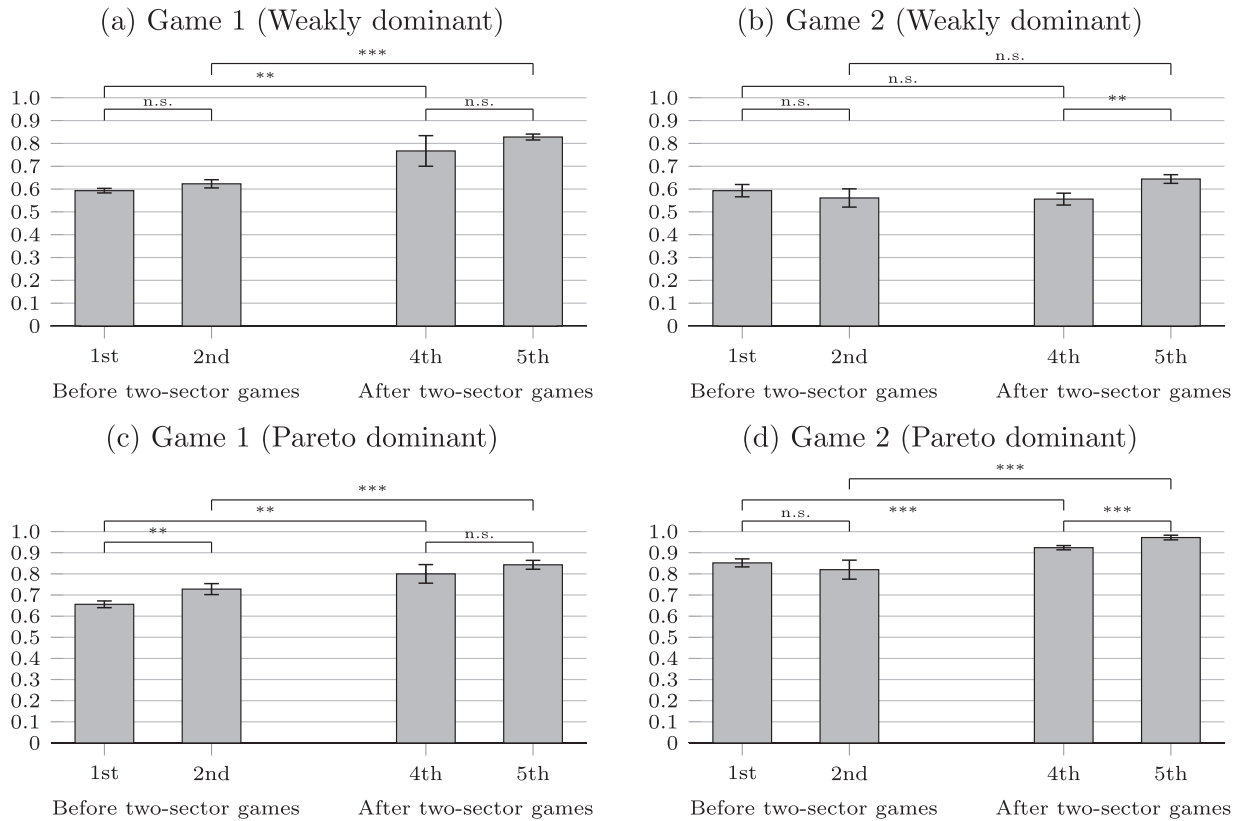 (a) Game 1 (Weakly dominant)
***
**
n.s.
n.s.
1.0
0.9
0.8
0.7
0.6
0.5
0.4
0.3
0.2
0.1
0
1st
2nd
4th
5th
Before two-sector games
After two-sector games
(b) Game 2 (Weakly dominant)
n.s.
n.s.
n.s.
**
1.0
0.9
0.8
0.7
0.6
0.5
0.4
0.3
0.2
0.1
0
1st
2nd
4th
5th
Before two-sector games
After two-sector games
(c) Game 1 (Pareto dominant)
***
**
**
n.s.
1.0
0.9
0.8
0.7
0.6
0.5
0.4
0.3
0.2
0.1
0
1st
2nd
4th
5th
Before two-sector games
After two-sector games
(d) Game 2 (Pareto dominant)
***
n.s.
***
***
1.0
0.9
0.8
0.7
0.6
0.5
0.4
0.3
0.2
0.1
0
1st
2nd
4th
5th
Before two-sector games
After two-sector games